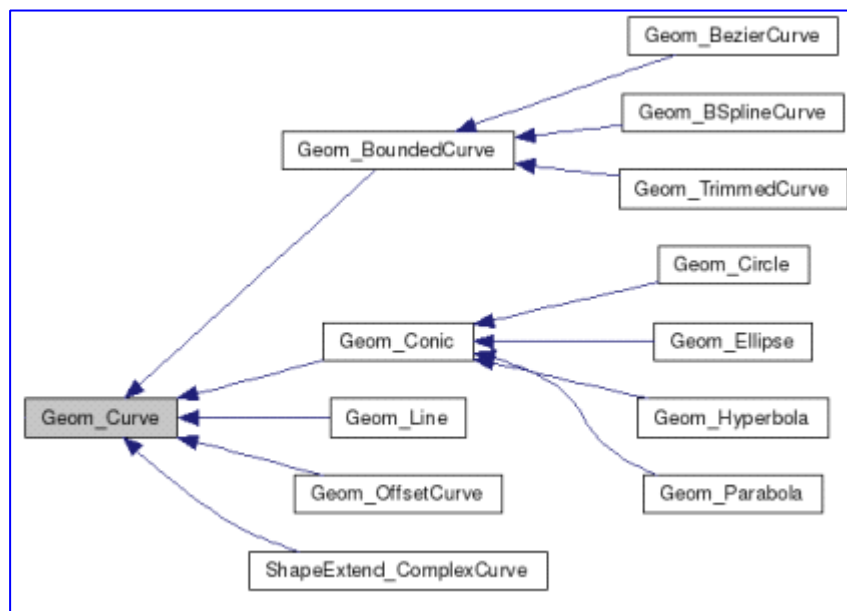 Geom_BezierCurve
Geom_BSplineCurve
Geom_BoundedCurve
Geom_TrimmedCurve
Geom_Circle
Geom_Conic
Geom_Ellipse
Geom_Curve
Geom_Line
Geom_Hyperbola
Geom_OffsetCurve
Geom_Parabola
ShapeExtend_ComplexCurve